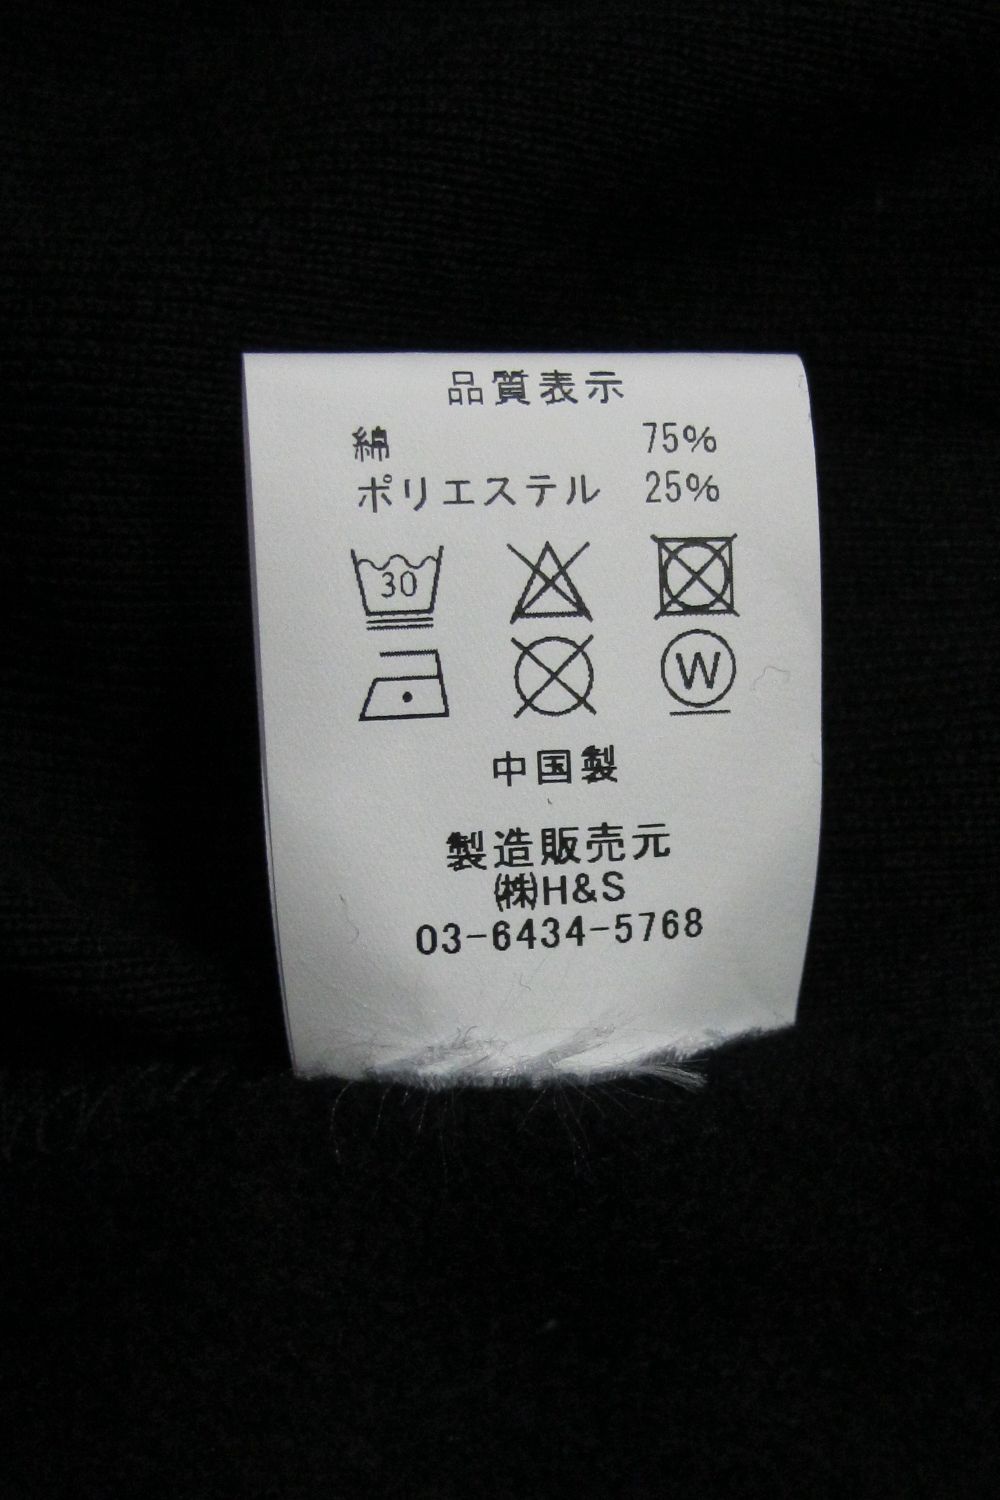 品質表示
綿 75%
ポリエステル 25%
30
W
中国製
製造販売元
㈱H&S
03-6434-5768